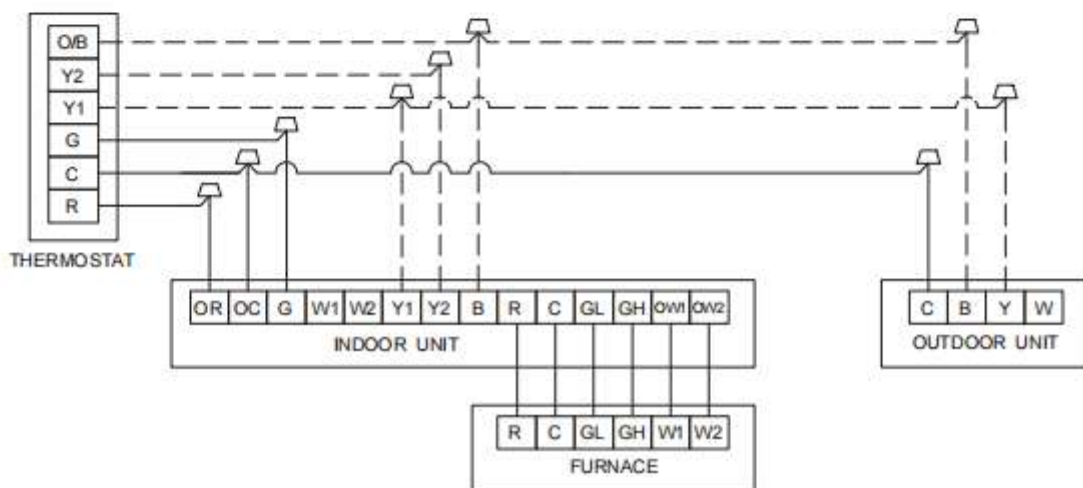 O/B
Y2
Y1
G
C
R
THERMOSTAT
OR OC G W1 W2 Y1 Y2 B R C GL GH OW1 OW2
INDOOR UNIT
C B Y W
OUTDOOR UNIT
R C GL GH W1 W2
FURNACE